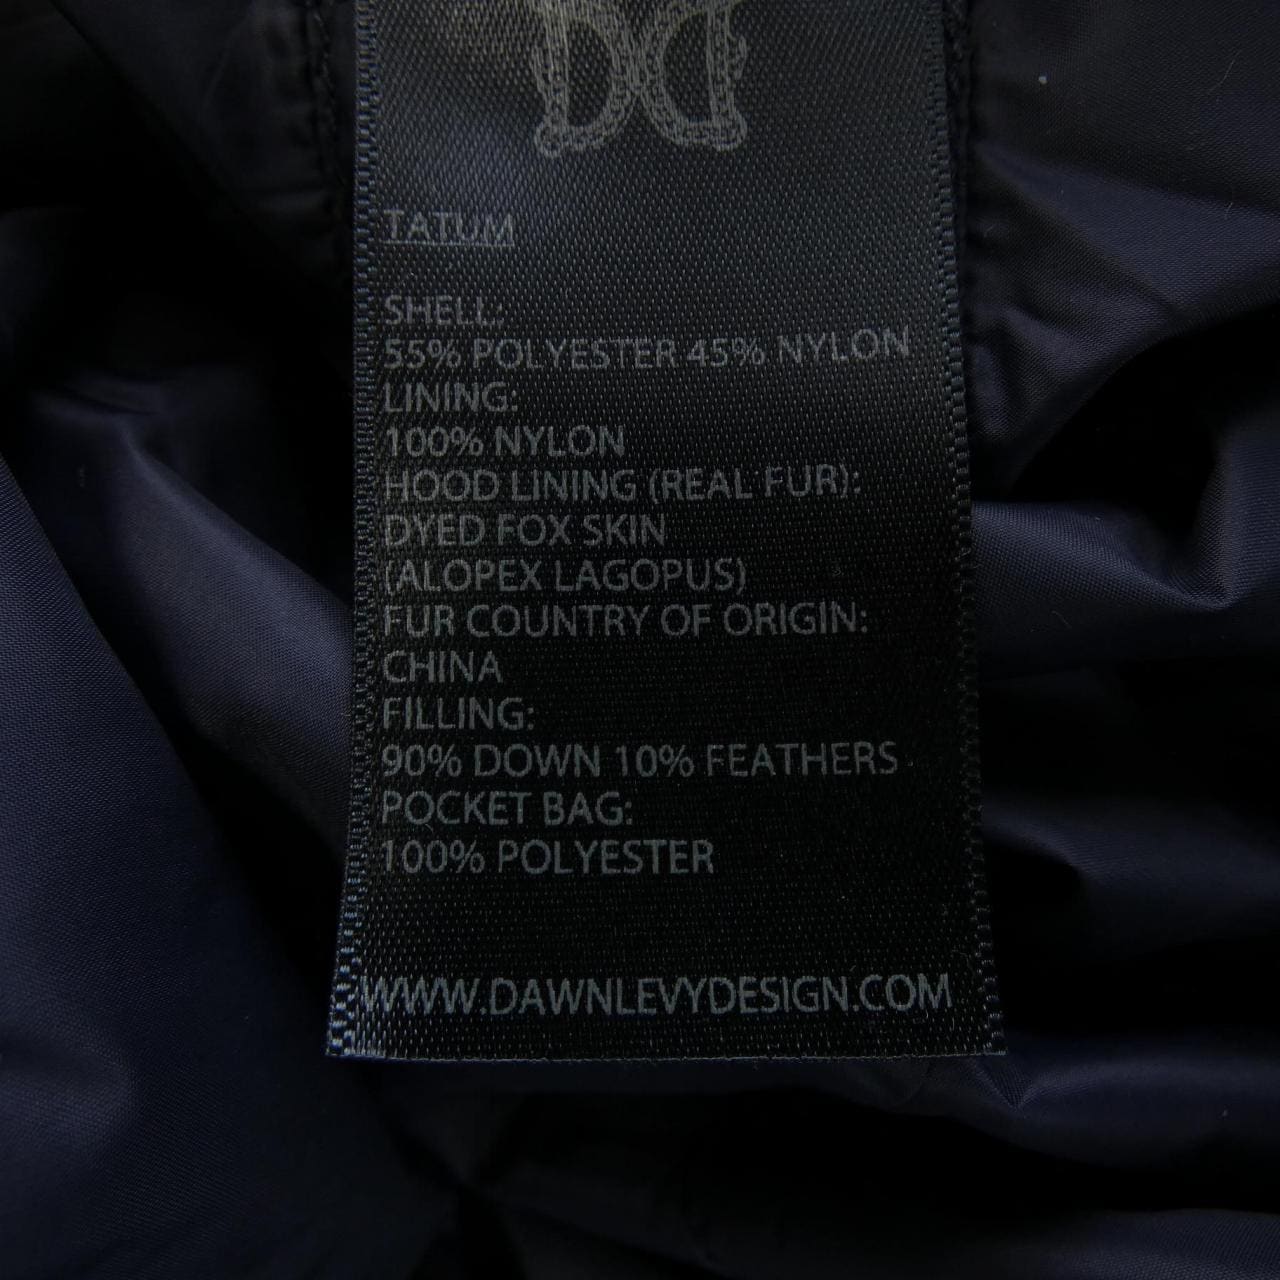 TATUM
SHELL:
55% POLYESTER 45% NYLON
LINING:
100% NYLON
HOOD LINING (REAL FUR):
DYED FOX SKIN
(ALOPEX LAGOPUS)
FUR COUNTRY OF ORIGIN:
CHINA
FILLING:
90% DOWN 10% FEATHERS
POCKET BAG:
100% POLYESTER
WWW.DAWNLEVYDESIGN.COM